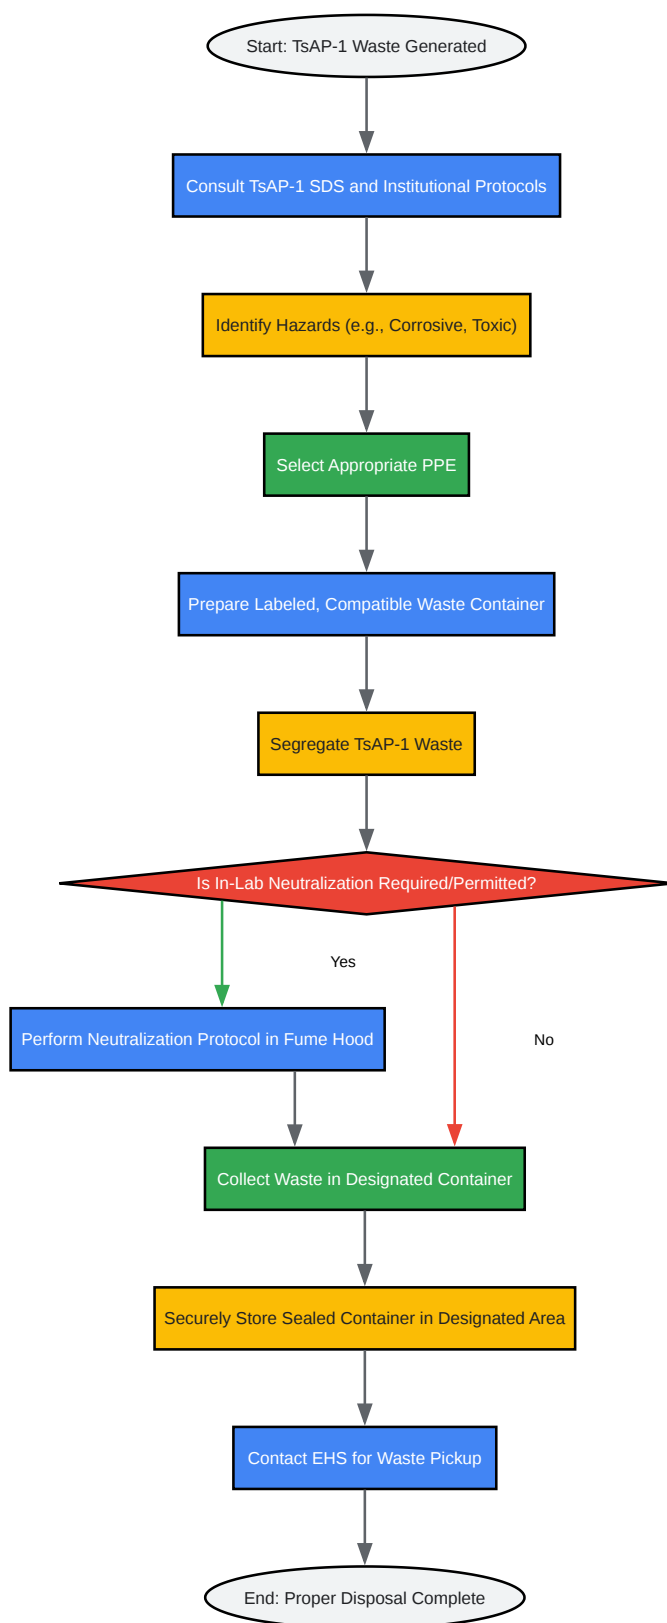 Start: TsAP-1 Waste Generated
Consult TsAP-1 SDS and Institutional Protocols
Identify Hazards (e.g., Corrosive, Toxic)
Select Appropriate PPE
Prepare Labeled, Compatible Waste Container
Segregate TsAP-1 Waste
Is In-Lab Neutralization Required/Permitted?
Yes
Perform Neutralization Protocol in Fume Hood
No
Collect Waste in Designated Container
Securely Store Sealed Container in Designated Area
Contact EHS for Waste Pickup
End: Proper Disposal Complete